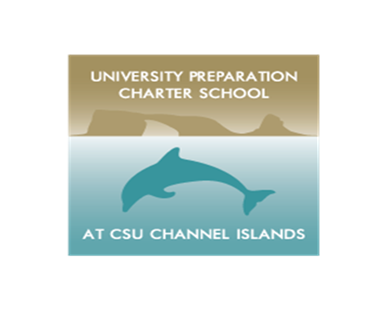 UNIVERSITY PREPARATION
CHARTER SCHOOL
AT CSU CHANNEL ISLANDS